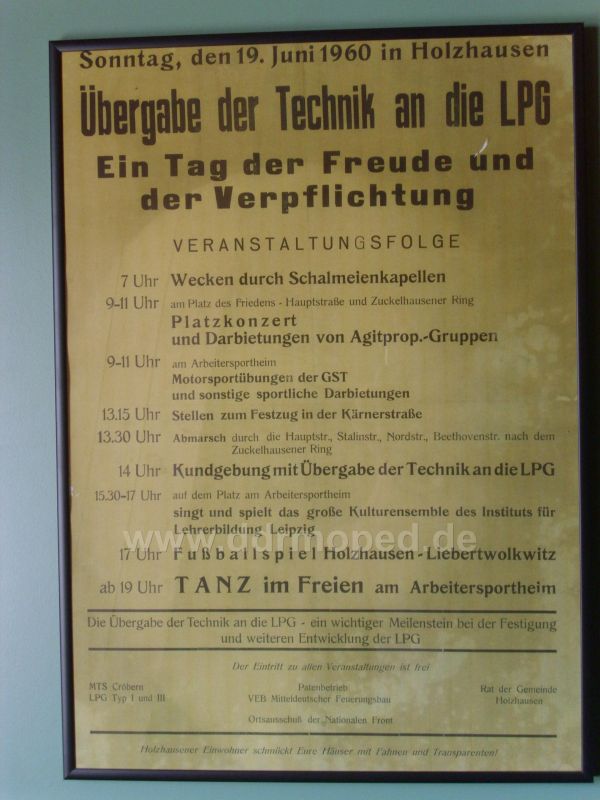 Sonntag, den 19. Juni 1960 in Holzhausen
Übergabe der Technik an die LPG
Ein Tag der Freude und
der Verpflichtung
VERANSTALTUNGSFOLGE
7 Uhr Wecken durch Schalmeienkapellen
9-11 Uhr am Platz des Friedens - Hauptstraße und Zuckelhausener Ring
Platzkonzert
und Darbietungen von Agitprop.-Gruppen
9-11 Uhr am Arbeitersportheim
Motorsportübungen der GST
und sonstige sportliche Darbietungen
13.15 Uhr Stellen zum Festzug in der Kärnerstraße
13.30 Uhr Abmarsch durch die Hauptstr., Stalinstr., Nordstr., Beethovenstr. nach dem
Zuckelhausener Ring
14 Uhr Kundgebung mit Übergabe der Technik an die LPG
15.30-17 Uhr auf dem Platz am Arbeitersportheim
singt und spielt das große Kulturensemble des Instituts für
Lehrerbildung Leipzig
www.ddrmoped.de
17 Uhr Fußballspiel Holzhausen - Liebertwolkwitz
ab 19 Uhr TANZ im Freien am Arbeitersportheim
Die Übergabe der Technik an die LPG - ein wichtiger Meilenstein bei der Festigung
und weiteren Entwicklung der LPG
Der Eintritt zu allen Veranstaltungen ist frei
MTS Cröbern Patenbetrieb Rat der Gemeinde
LPG Typ I und III VEB Mitteldeutscher Feuerungsbau Holzhausen
Ortsausschuß der Nationalen Front
Holzhausener Einwohner schmückt Eure Häuser mit Fahnen und Transparenten!